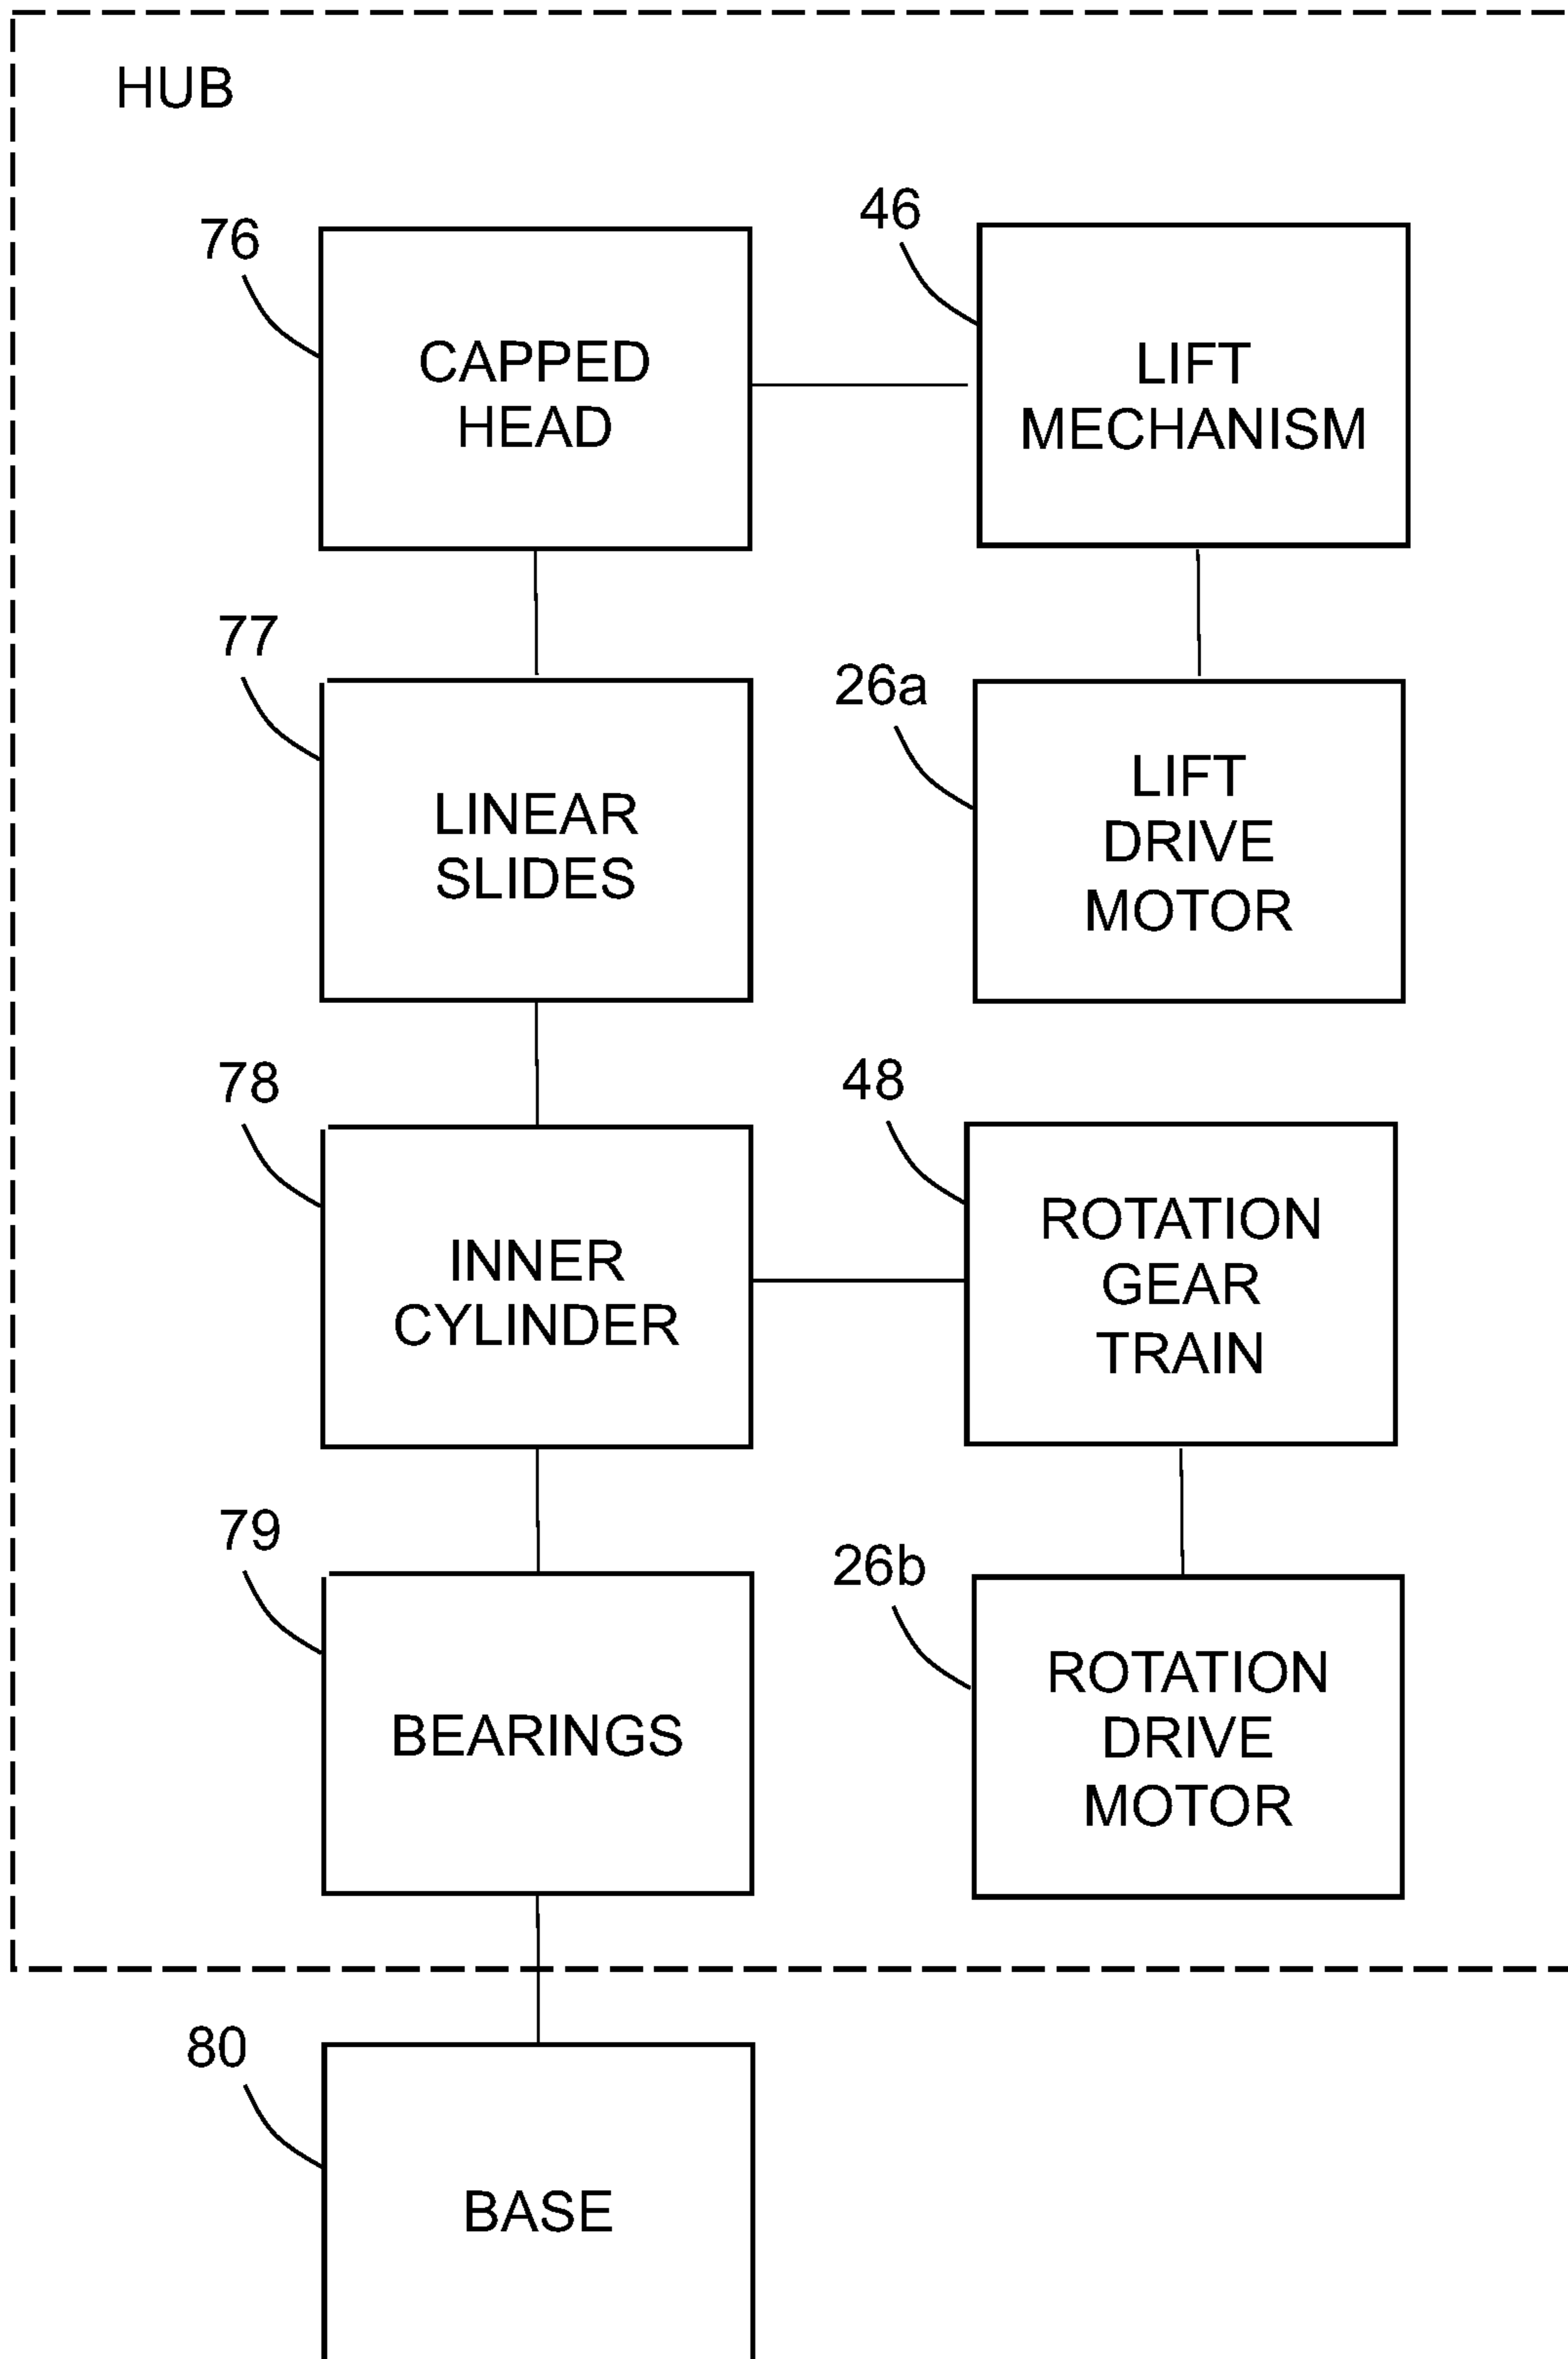 HUB
76
CAPPED
HEAD
46
LIFT
MECHANISM
77
LINEAR
SLIDES
26a
LIFT
DRIVE
MOTOR
78
INNER
CYLINDER
48
ROTATION
GEAR
TRAIN
79
BEARINGS
26b
ROTATION
DRIVE
MOTOR
80
BASE